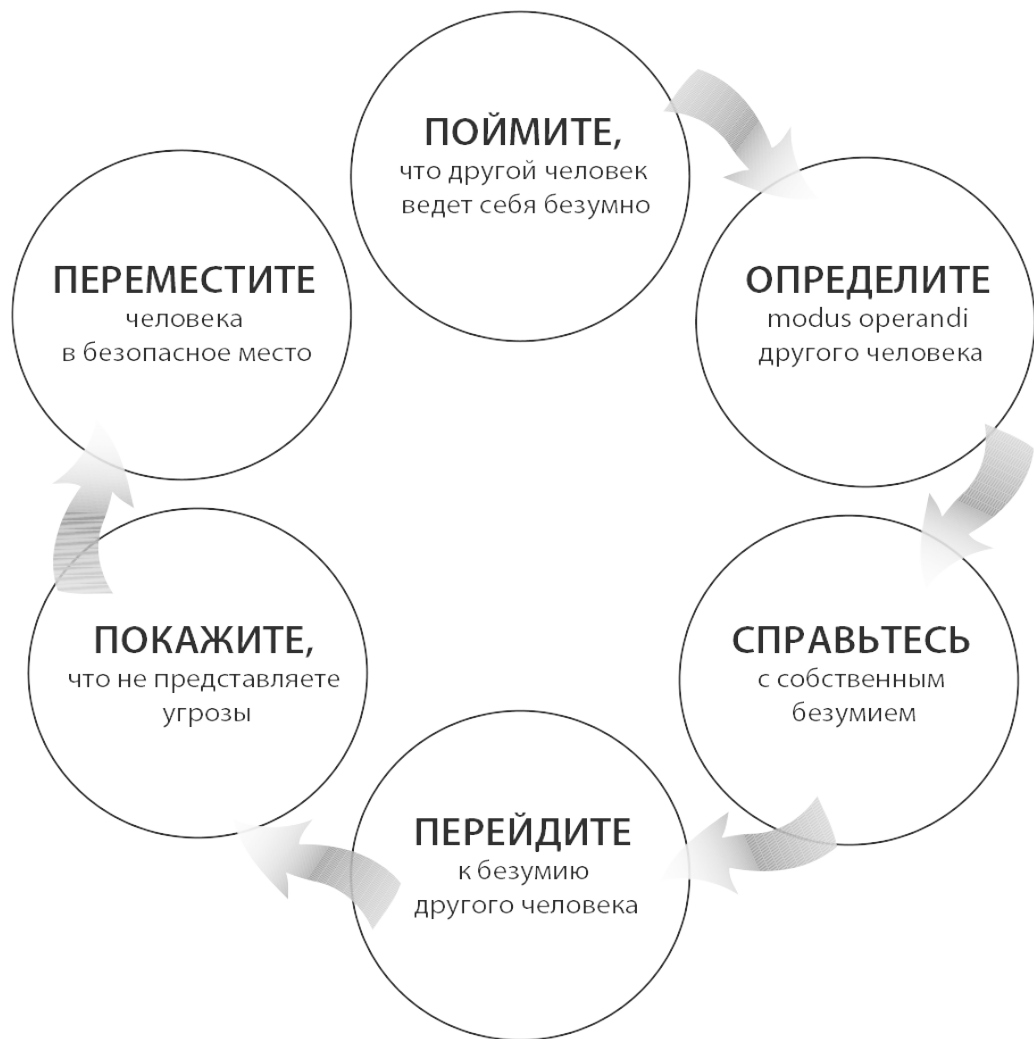 ПОЙМИТЕ,
что другой человек
ведет себя безумно
ОПРЕДЕЛИТЕ
modus operandi
другого человека
СПРАВЬТЕСЬ
с собственным
безумием
ПЕРЕЙДИТЕ
к безумию
другого человека
ПОКАЖИТЕ,
что не представляете
угрозы
ПЕРЕМЕСТИТЕ
человека
в безопасное место